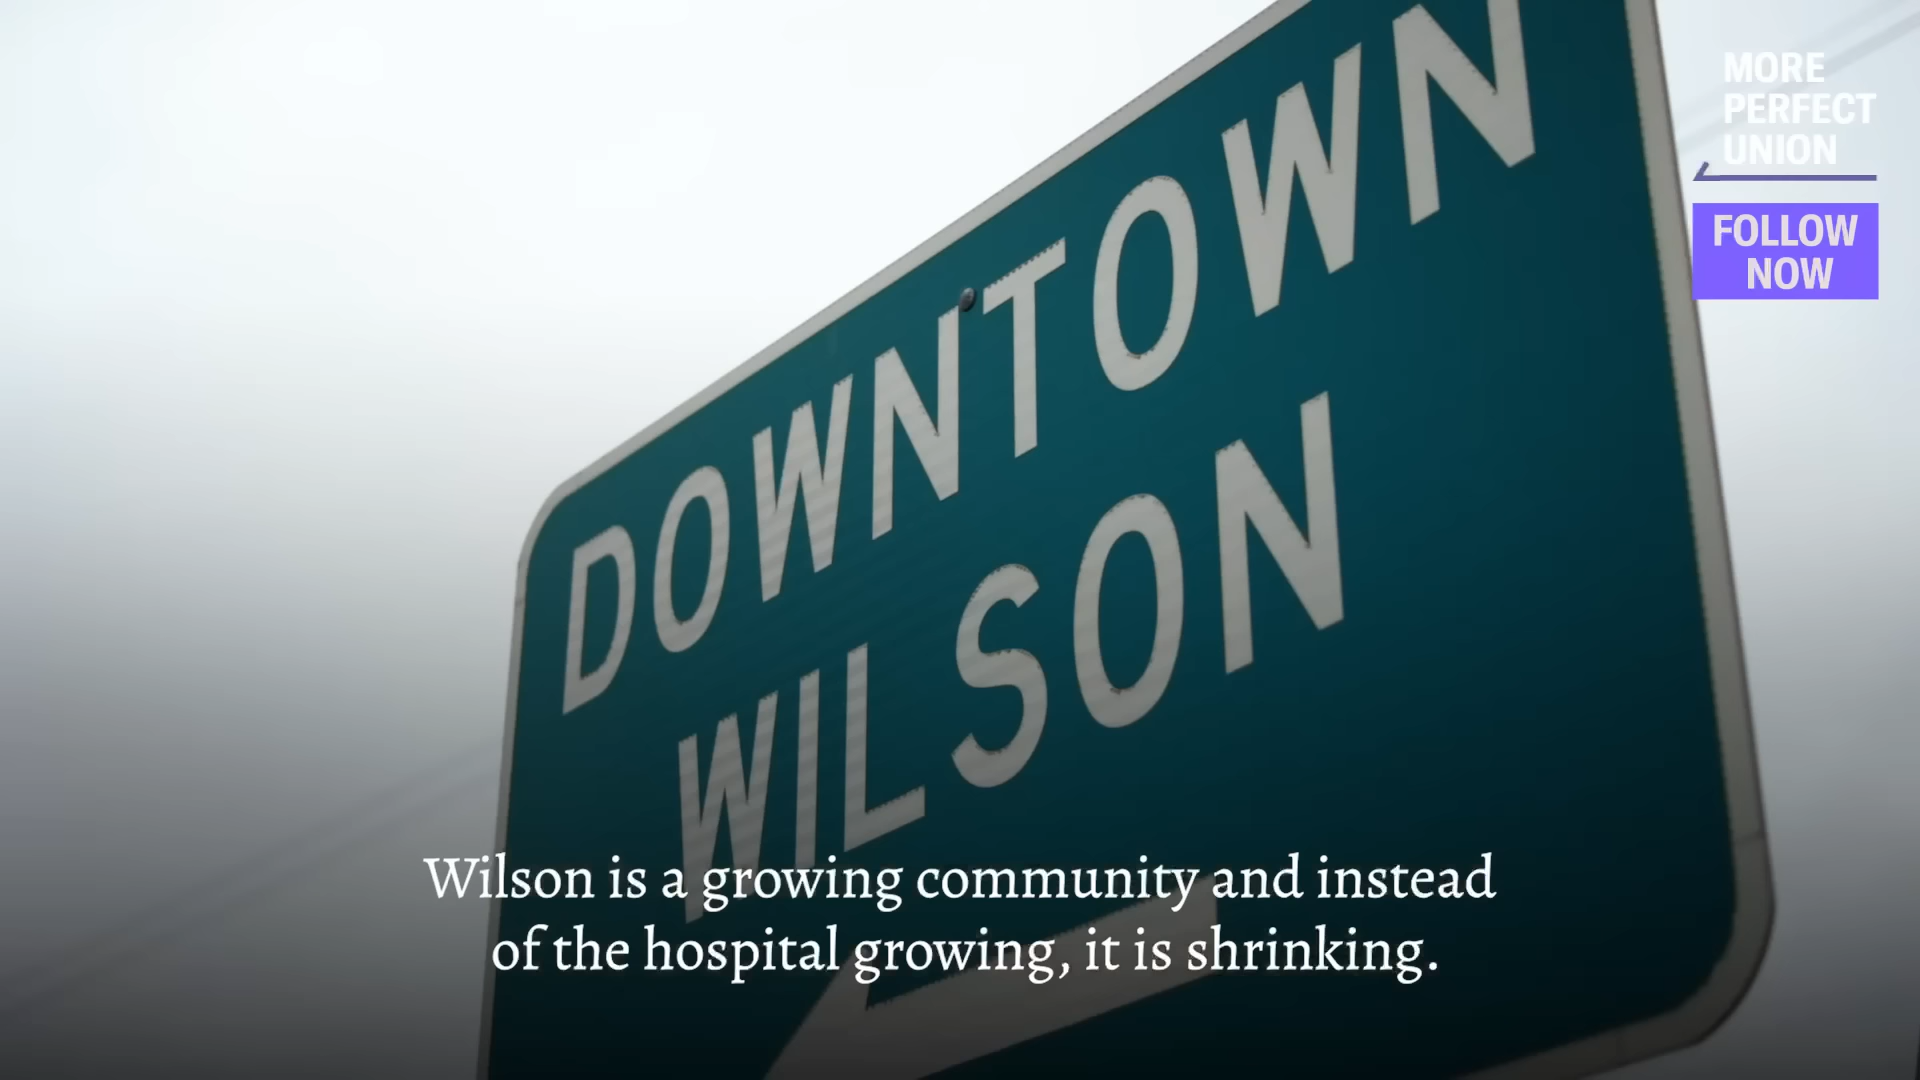 MORE
PERFECT
UNION
FOLLOW
NOW
DOWNTOWN
WILSON
Wilson is a growing community and instead
of the hospital growing, it is shrinking.